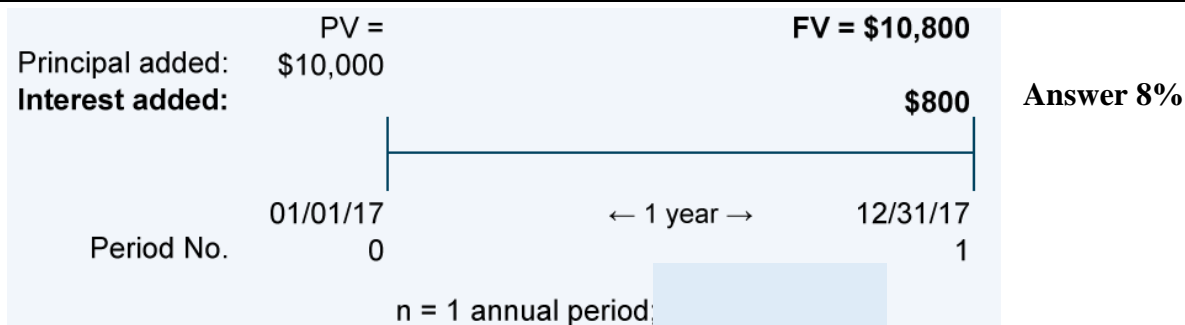 PV = FV = $10,800
Principal added: $10,000
Interest added: $800 Answer 8%
01/01/17 ← 1 year → 12/31/17
Period No. 0 1
n = 1 annual period;